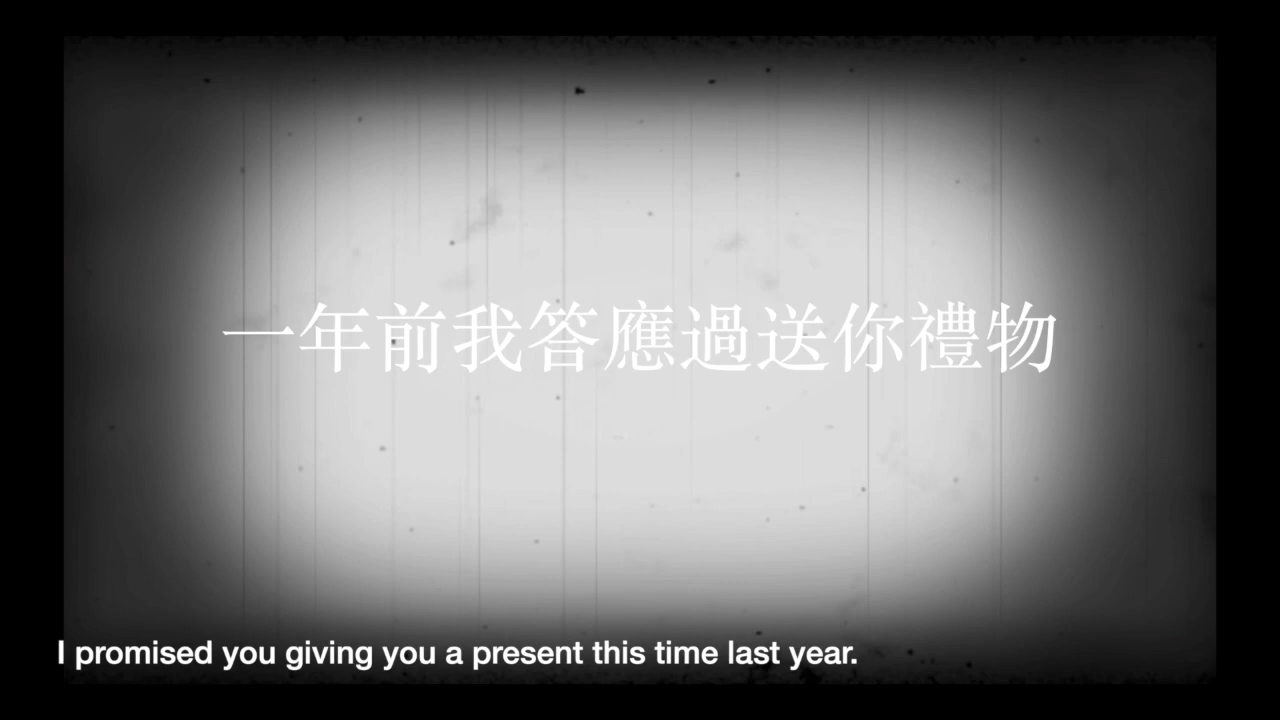 一年前我答應過送你禮物
I promised you giving you a present this time last year.